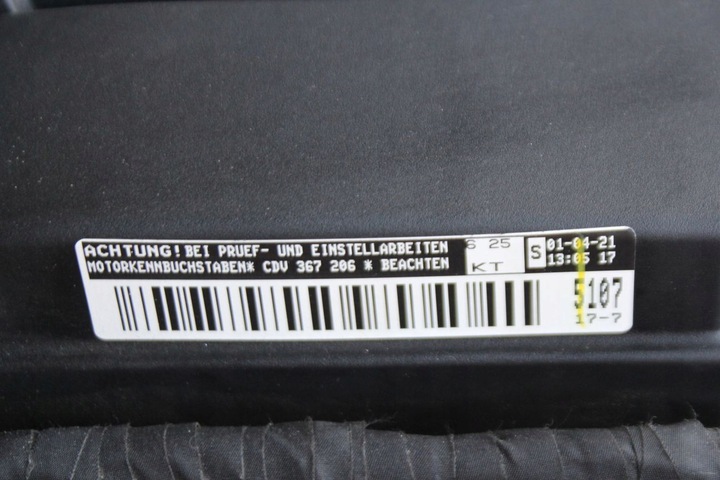 ACHTUNG! BEI PRUEF- UND EINSTELLARBEITEN
MOTORKENNBUCHSTABEN* CDV 367 206 * BEACHTEN
6 25
KT
S
01-04-21
13:05 17
5107
17-7